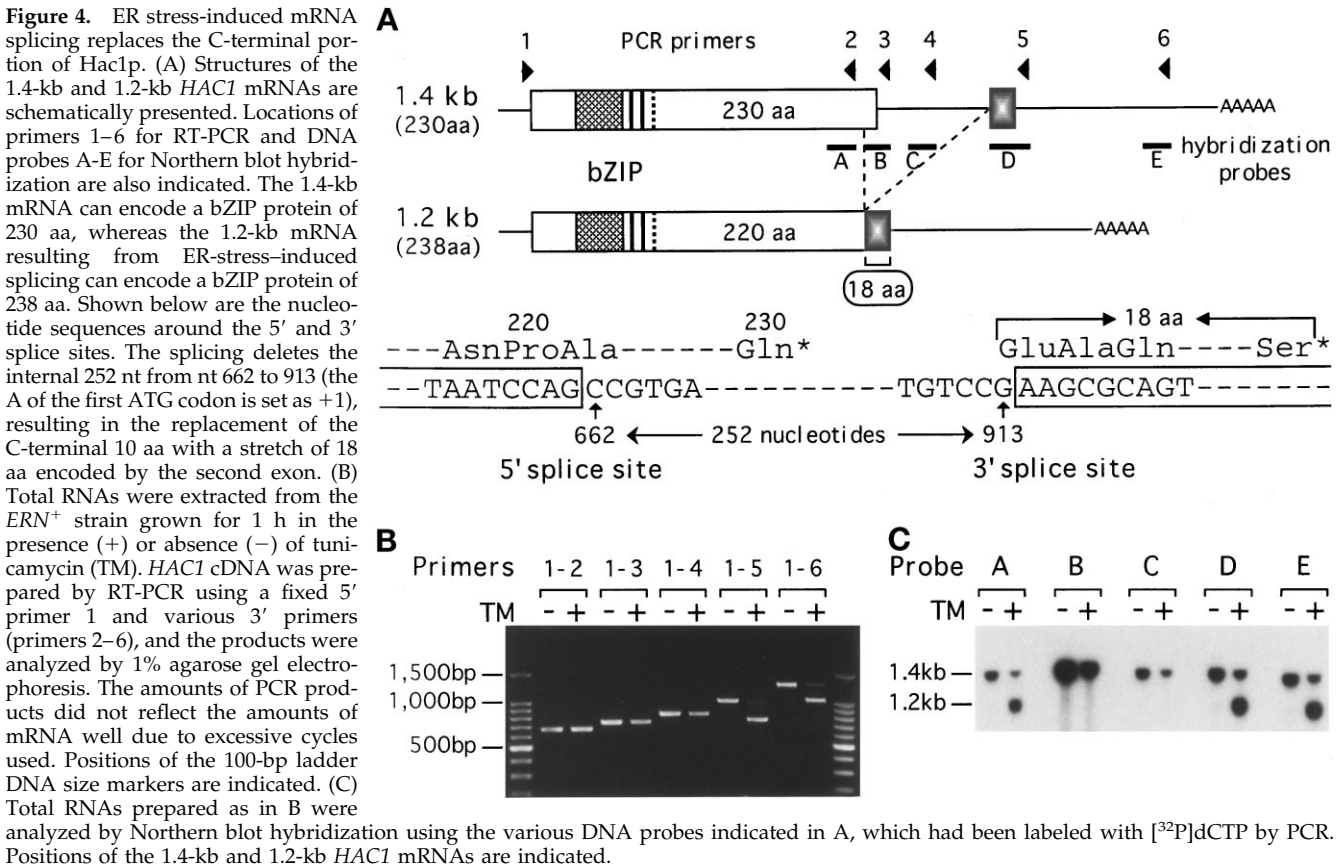 Figure 4. ER stress-induced mRNA
splicing replaces the C-terminal por-
tion of Hac1p. (A) Structures of the
1.4-kb and 1.2-kb HAC1 mRNAs are
schematically presented. Locations of
primers 1–6 for RT-PCR and DNA
probes A-E for Northern blot hybrid-
ization are also indicated. The 1.4-kb
mRNA can encode a bZIP protein of
230 aa, whereas the 1.2-kb mRNA
resulting from ER-stress–induced
splicing can encode a bZIP protein of
238 aa. Shown below are the nucleo-
tide sequences around the 5′ and 3′
splice sites. The splicing deletes the
internal 252 nt from nt 662 to 913 (the
A of the first ATG codon is set as +1),
resulting in the replacement of the
C-terminal 10 aa with a stretch of 18
aa encoded by the second exon. (B)
Total RNAs were extracted from the
ERN⁺ strain grown for 1 h in the
presence (+) or absence (−) of tuni-
camycin (TM). HAC1 cDNA was pre-
pared by RT-PCR using a fixed 5′
primer 1 and various 3′ primers
(primers 2–6), and the products were
analyzed by 1% agarose gel electro-
phoresis. The amounts of PCR prod-
ucts did not reflect the amounts of
mRNA well due to excessive cycles
used. Positions of the 100-bp ladder
DNA size markers are indicated. (C)
Total RNAs prepared as in B were
analyzed by Northern blot hybridization using the various DNA probes indicated in A, which had been labeled with [³²P]dCTP by PCR.
Positions of the 1.4-kb and 1.2-kb HAC1 mRNAs are indicated.
A
1 PCR primers 2 3 4 5 6
1.4 kb
(230aa)
230 aa
AAAAA
A B C D E
hybridization
probes
bZIP
1.2 kb
(238aa)
220 aa
AAAAA
18 aa
220 230 18 aa
---AsnProAla------Gln* GluAlaGln----Ser*
--TAATCCAGCCGTGA----------TGTCCGAAGCGCAGT-------
662 252 nucleotides 913
5' splice site 3' splice site
B
Primers 1-2 1-3 1-4 1-5 1-6
TM - + - + - + - + - +
1,500bp
1,000bp
500bp
C
Probe A B C D E
TM - + - + - + - + - +
1.4kb
1.2kb